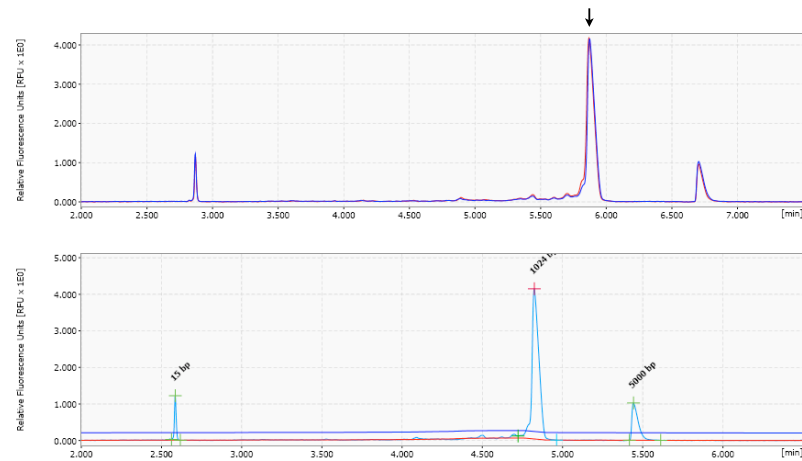 Relative Fluorescence Units [RFU x 1E0]
4.000
3.000
2.000
1.000
0.000
2.000 2.500 3.000 3.500 4.000 4.500 5.000 5.500 6.000 6.500 7.000 [min]
Relative Fluorescence Units [RFU x 1E0]
5.000
4.000
3.000
2.000
1.000
0.000
15 bp
1024 b
5000 bp
2.000 2.500 3.000 3.500 4.000 4.500 5.000 5.500 6.000 [min]